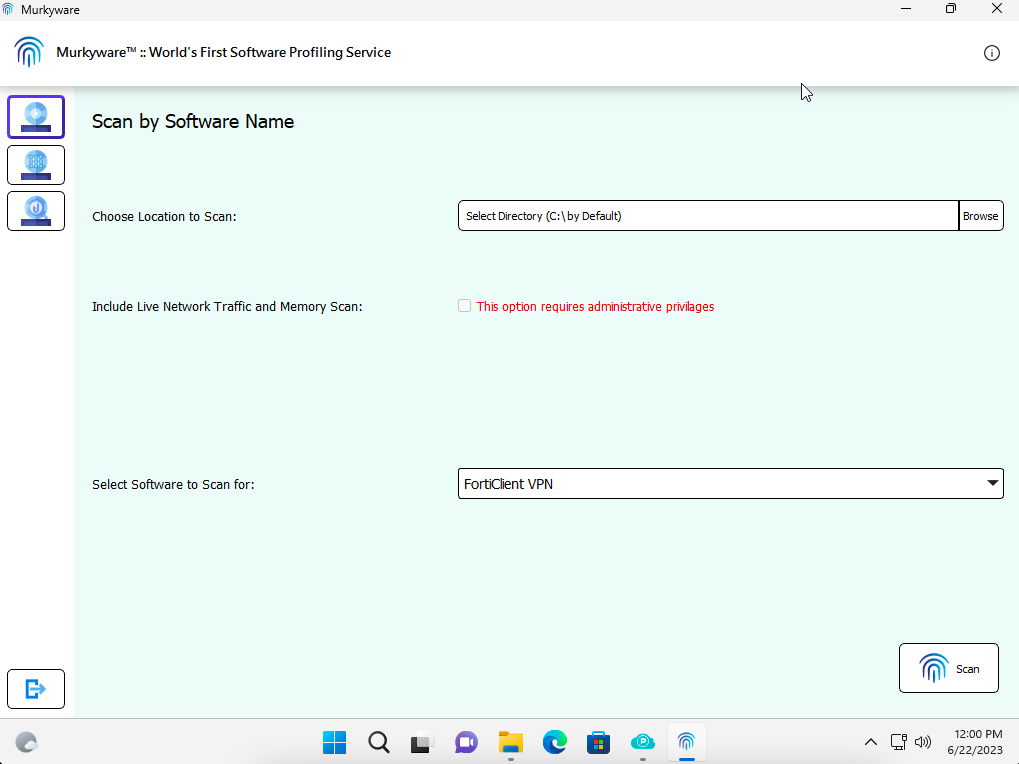 Murkyware
Murkyware™ :: World's First Software Profiling Service
Scan by Software Name
Choose Location to Scan:
Select Directory (C:\ by Default)
Browse
Include Live Network Traffic and Memory Scan:
This option requires administrative privilages
Select Software to Scan for:
FortiClient VPN
Scan
12:00 PM
6/22/2023